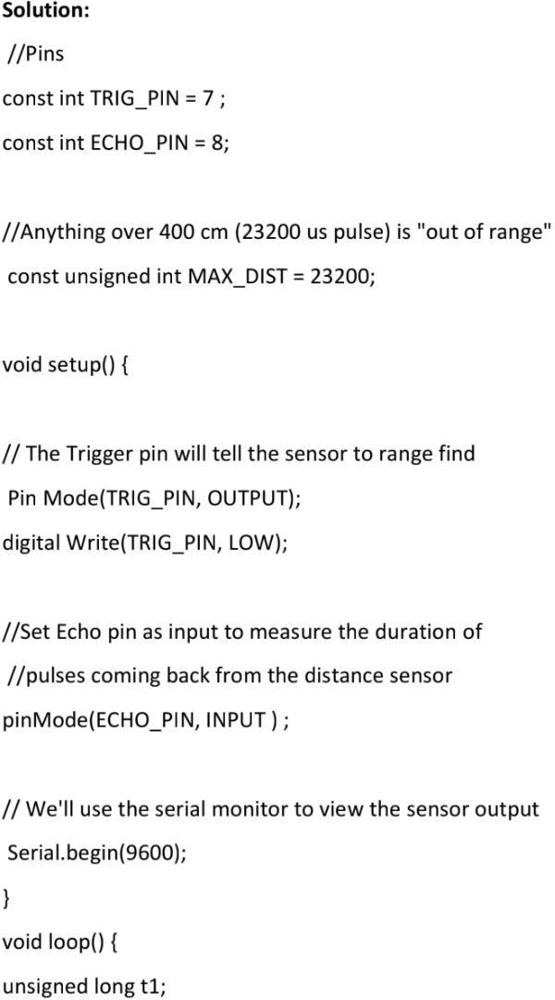 Solution:
//Pins
const int TRIG_PIN = 7 ;
const int ECHO_PIN = 8;
//Anything over 400 cm (23200 us pulse) is "out of range"
const unsigned int MAX_DIST = 23200;
void setup() {
// The Trigger pin will tell the sensor to range find
Pin Mode(TRIG_PIN, OUTPUT);
digital Write(TRIG_PIN, LOW);
//Set Echo pin as input to measure the duration of
//pulses coming back from the distance sensor
pinMode(ECHO_PIN, INPUT ) ;
// We'll use the serial monitor to view the sensor output
Serial.begin(9600);
}
void loop() {
unsigned long t1;